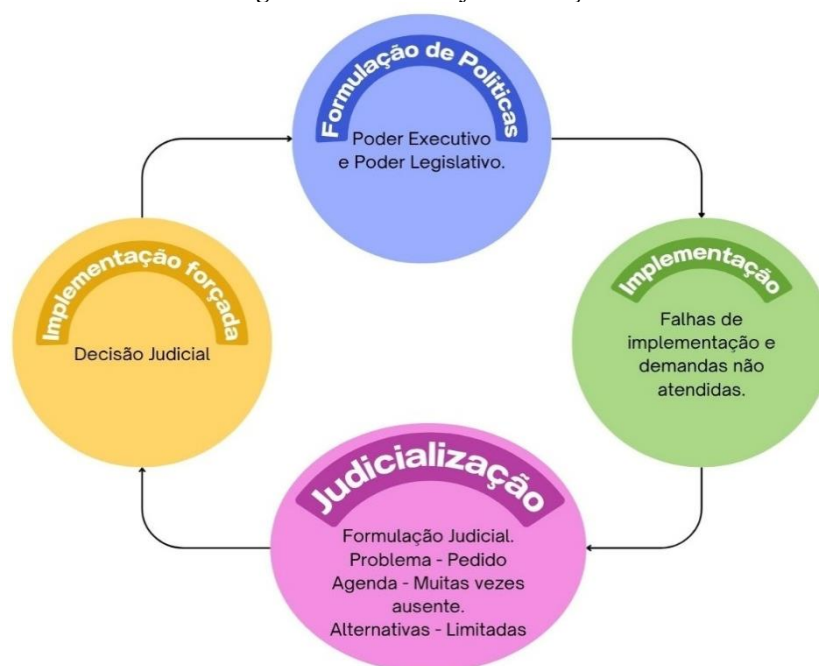 Formulação de Politicas
Poder Executivo
e Poder Legislativo.
Implementação
Falhas de
implementação e
demandas não
atendidas.
Judicialização
Formulação Judicial.
Problema - Pedido
Agenda - Muitas vezes
ausente.
Alternativas - Limitadas
Implementação forçada
Decisão Judicial